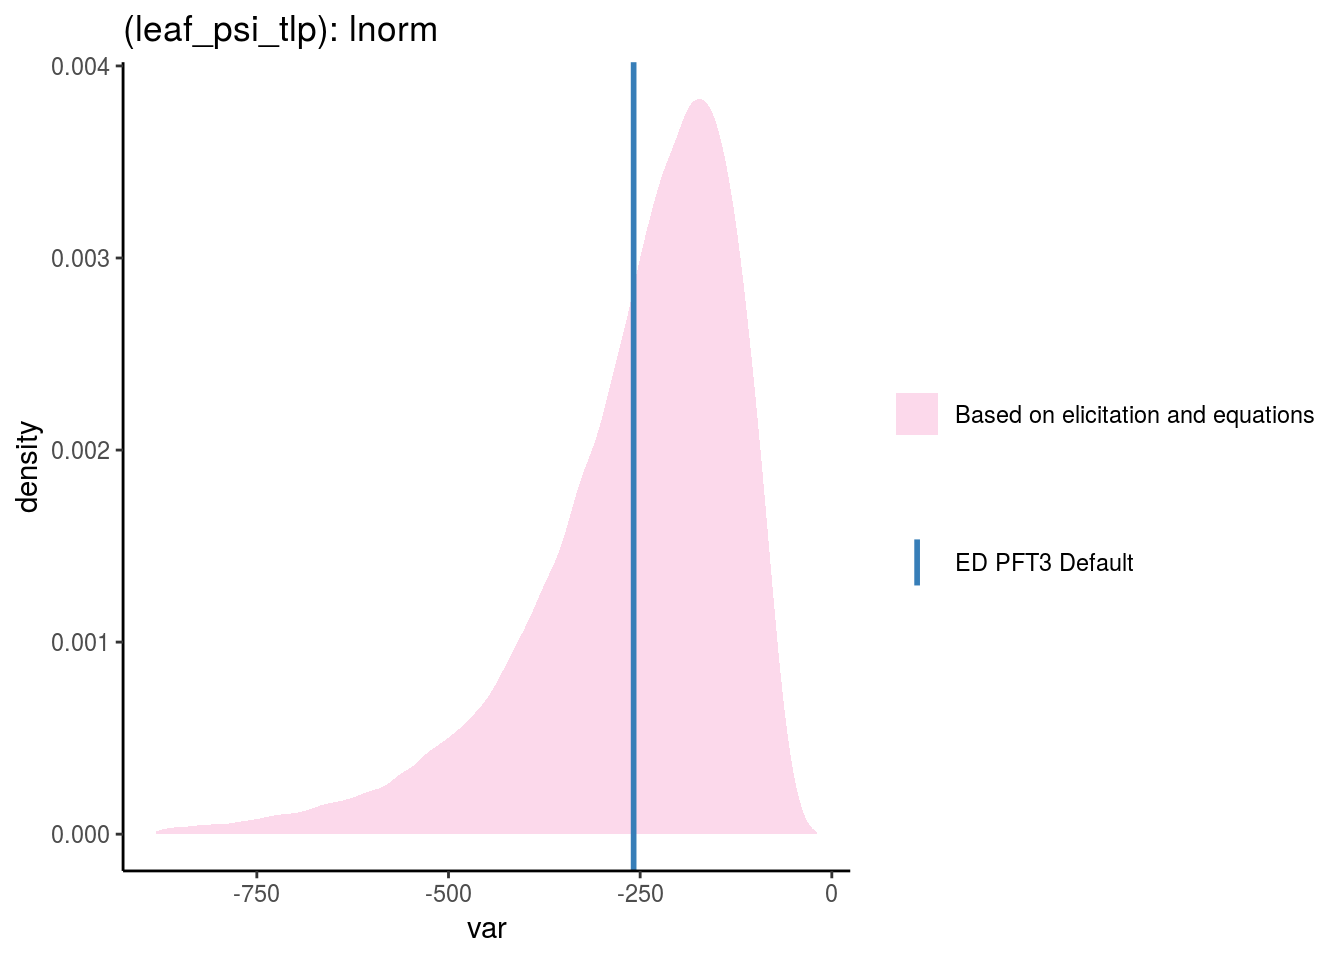 (leaf_psi_tlp): lnorm
0.004
0.003
0.002
0.001
0.000
density
-750
-500
-250
0
var
Based on elicitation and equations
ED PFT3 Default